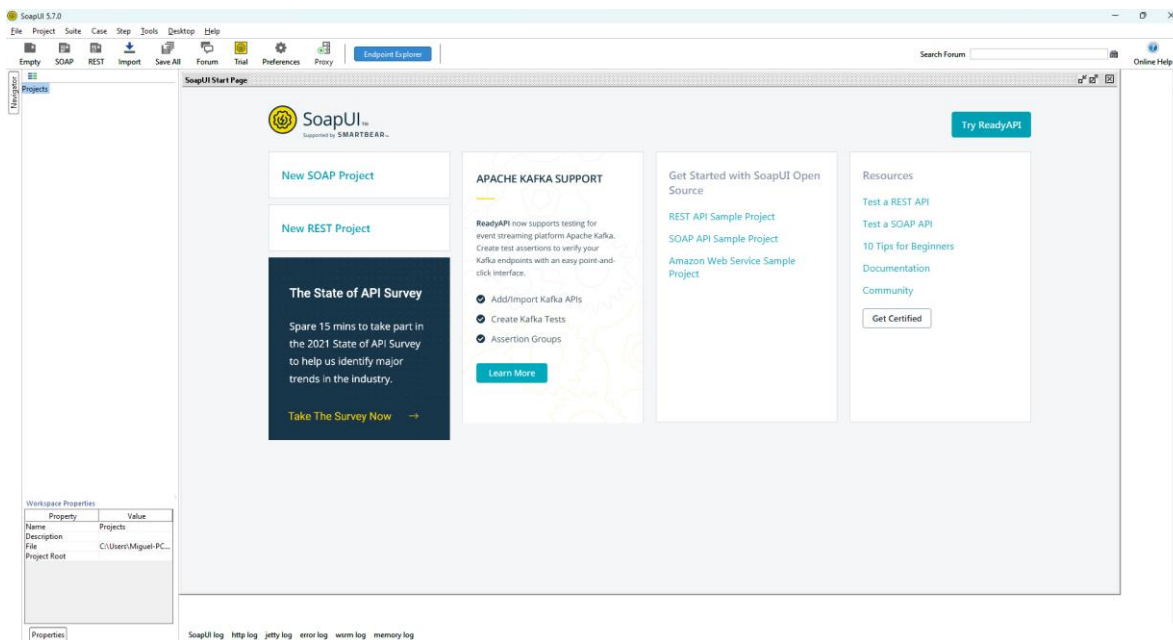 SoapUI 5.7.0
File Project Suite Case Step Tools Desktop Help
Empty SOAP REST Import Save All Forum Trial Preferences Proxy Endpoint Explorer Search Forum Online Help
Navigator
Projects
SoapUI Start Page
SoapUI™
Supported by SMARTBEAR™
Try ReadyAPI
New SOAP Project
New REST Project
The State of API Survey
Spare 15 mins to take part in
the 2021 State of API Survey
to help us identify major
trends in the industry.
Take The Survey Now →
APACHE KAFKA SUPPORT
ReadyAPI now supports testing for
event streaming platform Apache Kafka.
Create test assertions to verify your
Kafka endpoints with an easy point-and-
click interface.
Add/Import Kafka APIs
Create Kafka Tests
Assertion Groups
Learn More
Get Started with SoapUI Open
Source
REST API Sample Project
SOAP API Sample Project
Amazon Web Service Sample
Project
Resources
Test a REST API
Test a SOAP API
10 Tips for Beginners
Documentation
Community
Get Certified
Workspace Properties
Property Value
Name Projects
Description
File C:\Users\Miguel-PC...
Project Root
Properties
SoapUI log http log jetty log error log wsrm log memory log